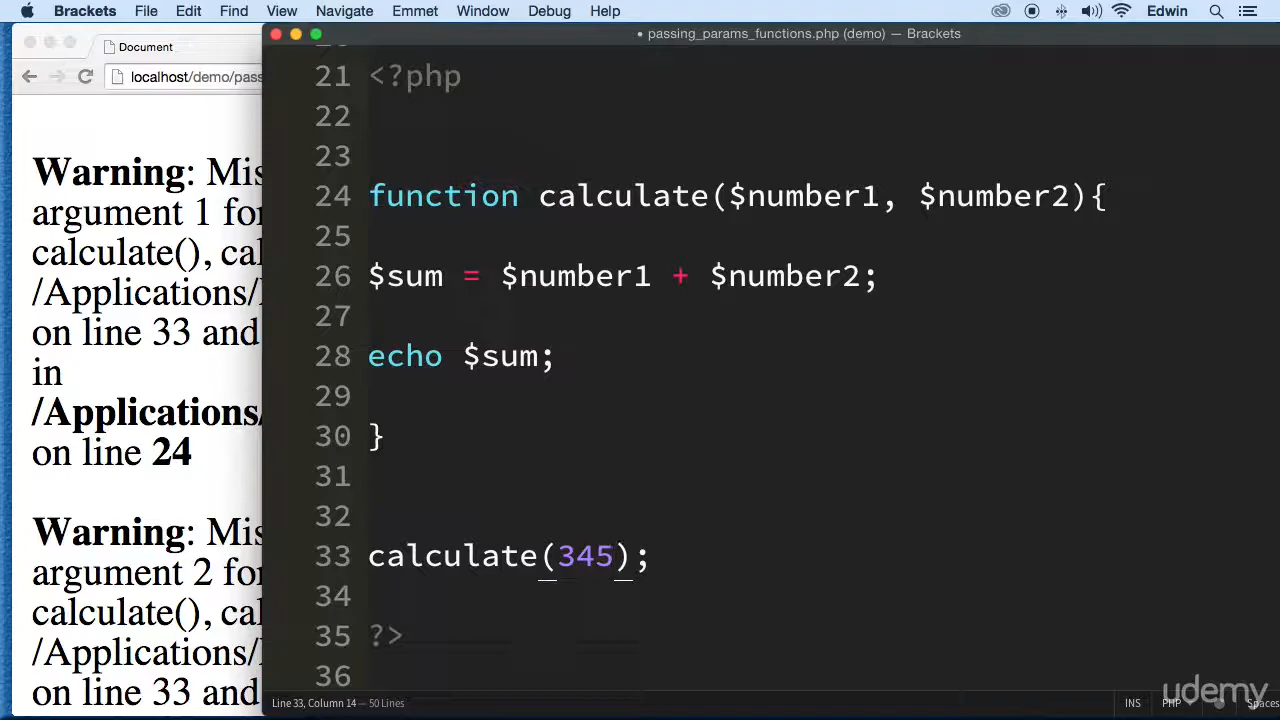 Brackets File Edit Find View Navigate Emmet Window Debug Help Edwin
Document
localhost/demo/pass
Warning: Mis
argument 1 for
calculate(), cal
/Applications/
on line 33 and
in
/Applications/
on line 24
Warning: Mis
argument 2 for
calculate(), cal
/Applications/
on line 33 and
• passing_params_functions.php (demo) — Brackets
21 <?php
22
23
24 function calculate($number1, $number2){
25
26 $sum = $number1 + $number2;
27
28 echo $sum;
29
30 }
31
32
33 calculate(345);
34
35 ?>
36
Line 33, Column 14 — 50 Lines
INS PHP Spaces
udemy